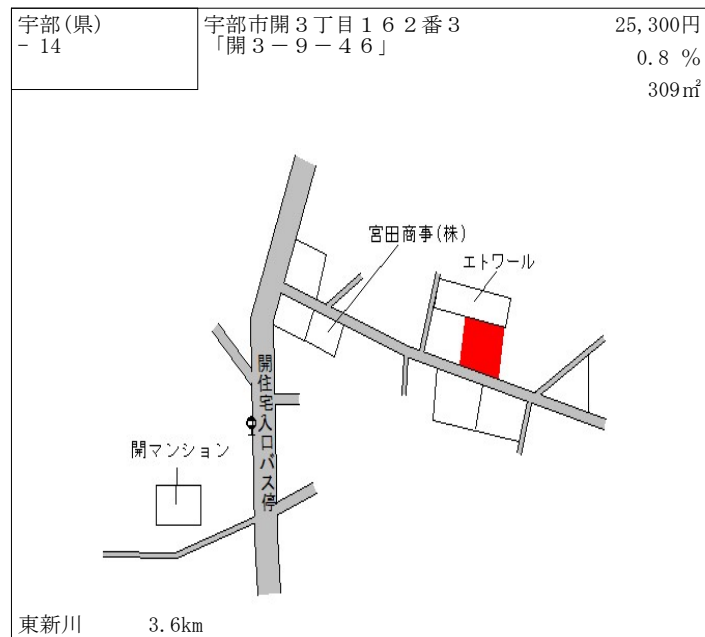 宇部(県)
- 14
宇部市開３丁目１６２番３
「開３－９－４６」
25,300円
0.8 %
309㎡
宮田商事(株)
エトワール
開住宅入口バス停
開マンション
東新川 3.6km